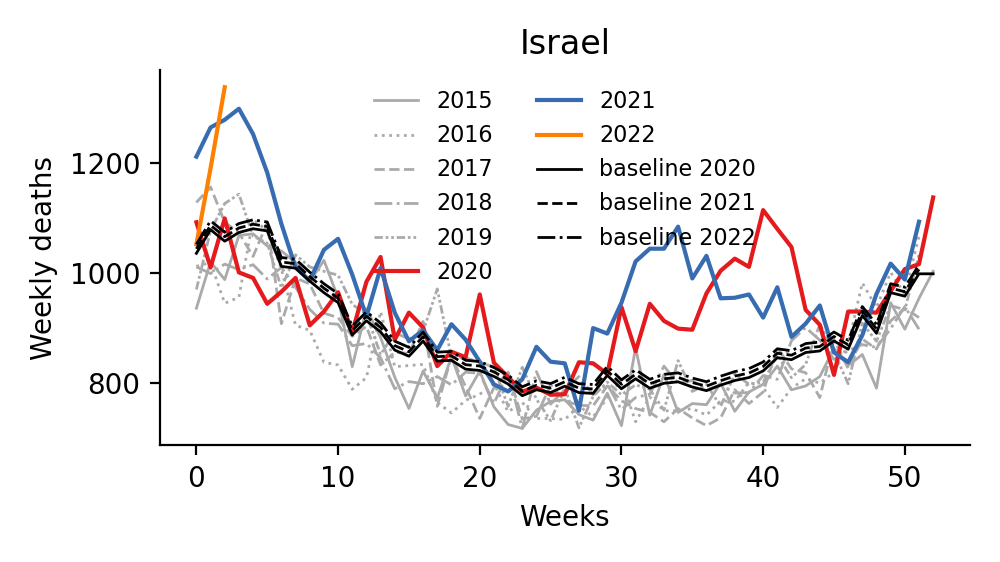 Israel
Weekly deaths
1200
1000
800
2015
2016
2017
2018
2019
2020
2021
2022
baseline 2020
baseline 2021
baseline 2022
0 10 20 30 40 50
Weeks